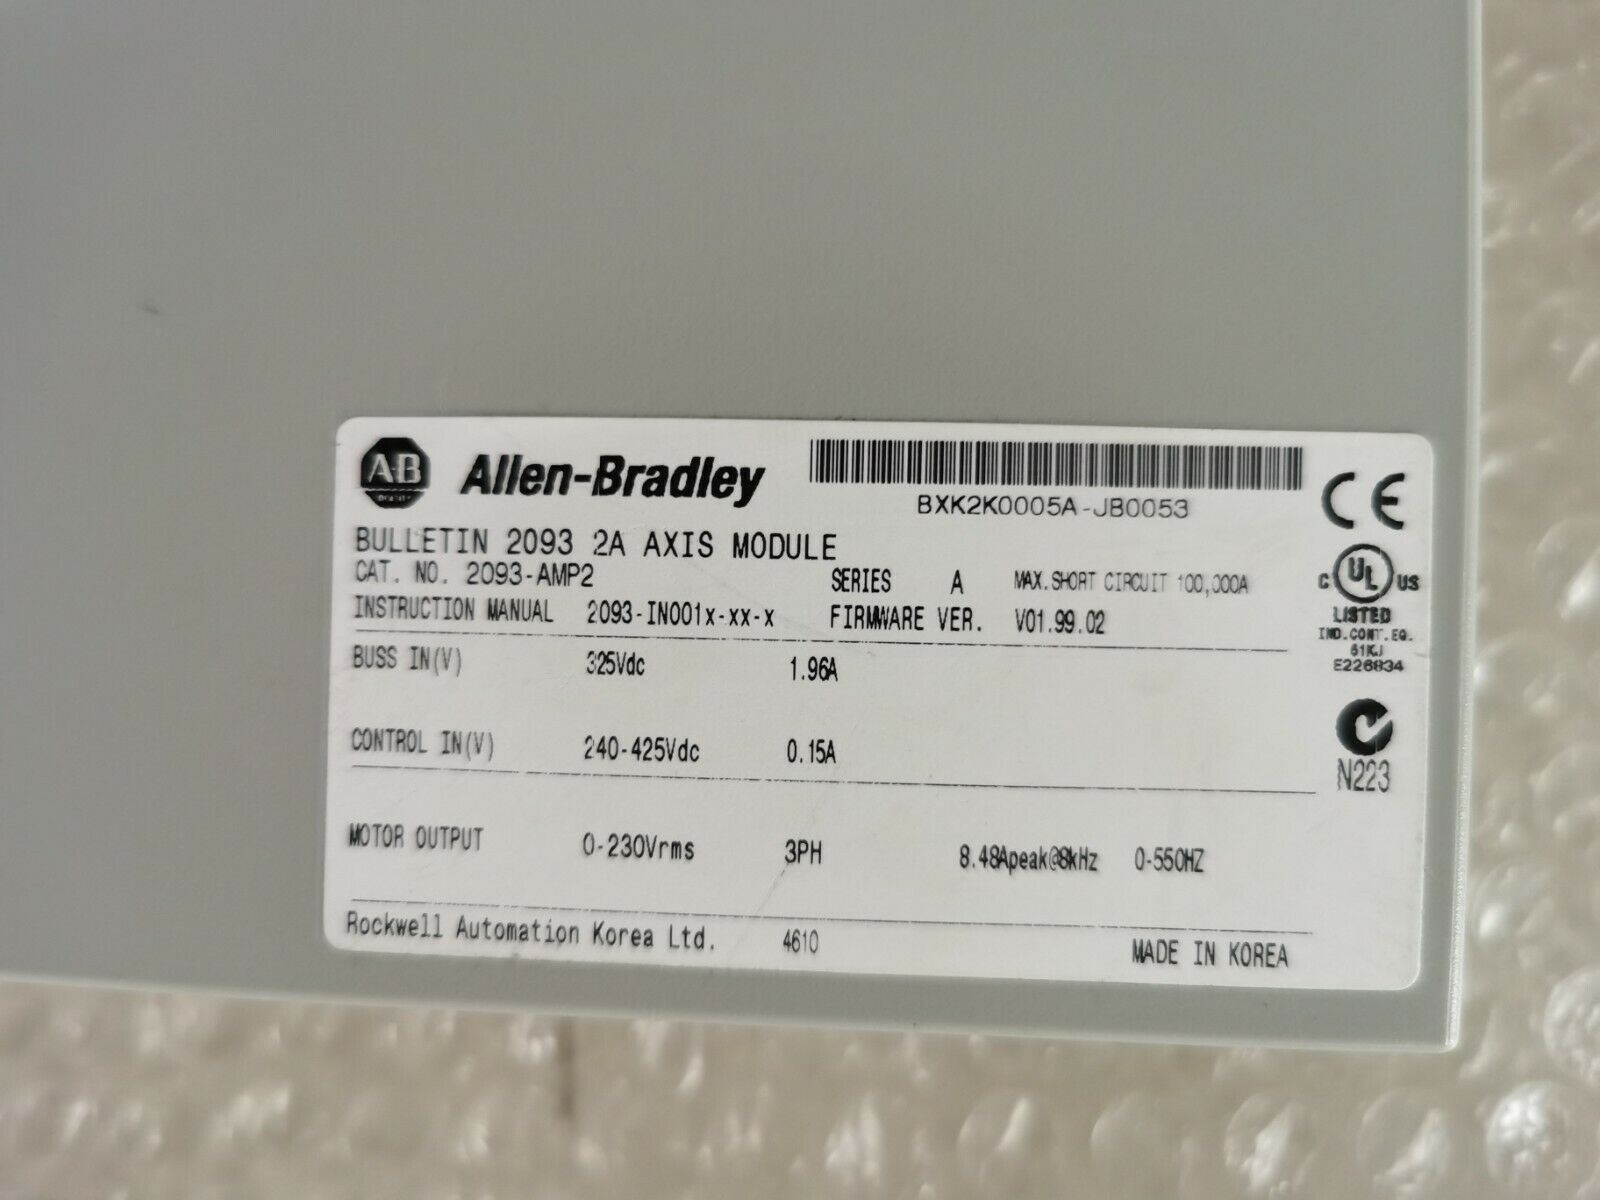 A-B
Allen-Bradley
BXK2K0005A-JB0053
BULLETIN 2093 2A AXIS MODULE
CAT. NO. 2093-AMP2 SERIES A MAX.SHORT CIRCUIT 100,000A
INSTRUCTION MANUAL 2093-IN001x-xx-x FIRMWARE VER. V01.99.02
BUSS IN(V) 325Vdc 1.96A
CONTROL IN(V) 240-425Vdc 0.15A
MOTOR OUTPUT 0-230Vrms 3PH 8.48Apeak@8kHz 0-550HZ
Rockwell Automation Korea Ltd. 4610 MADE IN KOREA
CE
C UL US
LISTED
IND.CONT.EQ.
61KJ
E226834
N223